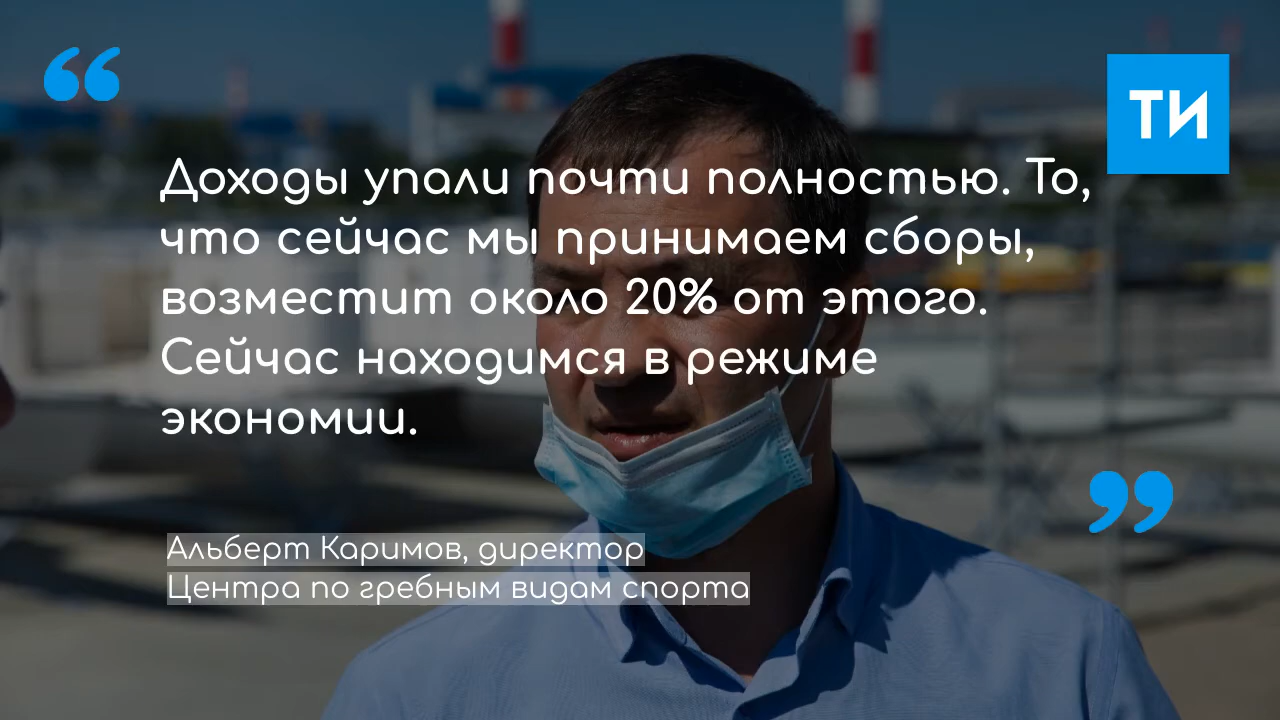 ТИ
Доходы упали почти полностью. То,
что сейчас мы принимаем сборы,
возместит около 20% от этого.
Сейчас находимся в режиме
экономии.
Альберт Каримов, директор
Центра по гребным видам спорта